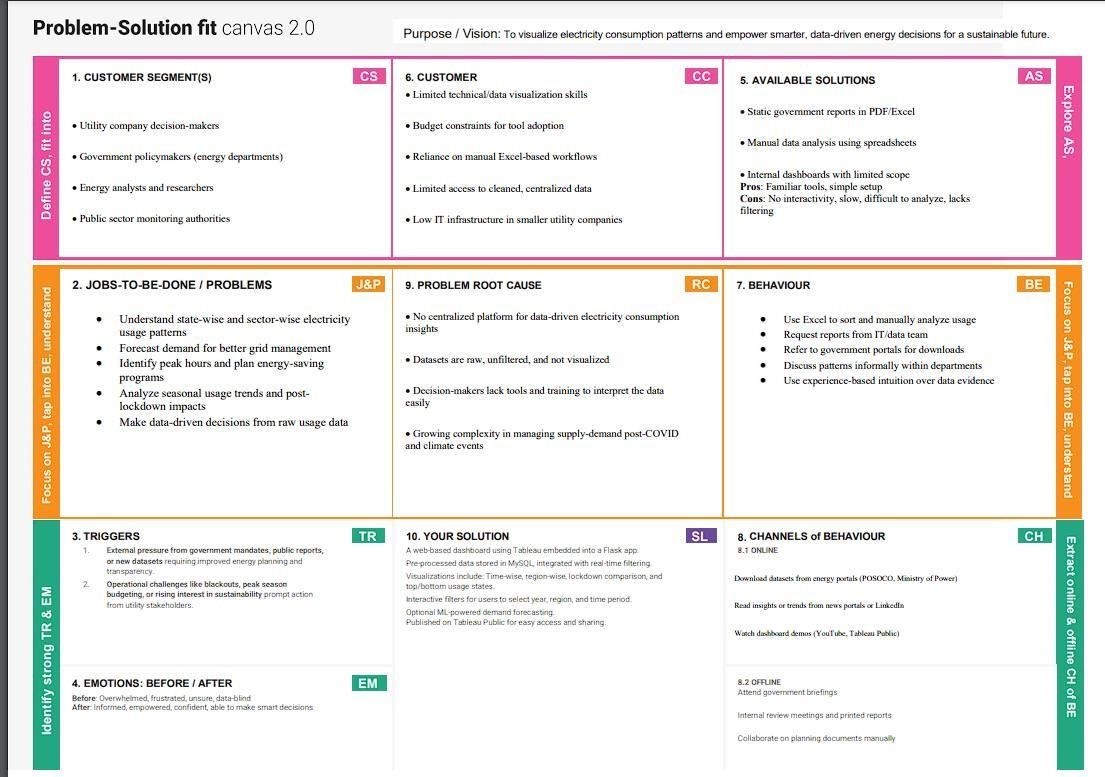 Problem-Solution fit canvas 2.0
Purpose / Vision: To visualize electricity consumption patterns and empower smarter, data-driven energy decisions for a sustainable future.
Define CS, fit into
1. CUSTOMER SEGMENT(S)
CS
• Utility company decision-makers
• Government policymakers (energy departments)
• Energy analysts and researchers
• Public sector monitoring authorities
6. CUSTOMER
CC
• Limited technical/data visualization skills
• Budget constraints for tool adoption
• Reliance on manual Excel-based workflows
• Limited access to cleaned, centralized data
• Low IT infrastructure in smaller utility companies
5. AVAILABLE SOLUTIONS
AS
• Static government reports in PDF/Excel
• Manual data analysis using spreadsheets
• Internal dashboards with limited scope
Pros: Familiar tools, simple setup
Cons: No interactivity, slow, difficult to analyze, lacks
filtering
Explore AS,
Focus on J&P, tap into BE, understand
2. JOBS-TO-BE-DONE / PROBLEMS
J&P
• Understand state-wise and sector-wise electricity
usage patterns
• Forecast demand for better grid management
• Identify peak hours and plan energy-saving
programs
• Analyze seasonal usage trends and post-
lockdown impacts
• Make data-driven decisions from raw usage data
9. PROBLEM ROOT CAUSE
RC
• No centralized platform for data-driven electricity consumption
insights
• Datasets are raw, unfiltered, and not visualized
• Decision-makers lack tools and training to interpret the data
easily
• Growing complexity in managing supply-demand post-COVID
and climate events
7. BEHAVIOUR
BE
• Use Excel to sort and manually analyze usage
• Request reports from IT/data team
• Refer to government portals for downloads
• Discuss patterns informally within departments
• Use experience-based intuition over data evidence
Focus on J&P, tap into BE, understand
Identify strong TR & EM
3. TRIGGERS
TR
1. External pressure from government mandates, public reports,
or new datasets requiring improved energy planning and
transparency.
2. Operational challenges like blackouts, peak season
budgeting, or rising interest in sustainability prompt action
from utility stakeholders.
4. EMOTIONS: BEFORE / AFTER
EM
Before: Overwhelmed, frustrated, unsure, data-blind
After: Informed, empowered, confident, able to make smart decisions
10. YOUR SOLUTION
SL
A web-based dashboard using Tableau embedded into a Flask app.
Pre-processed data stored in MySQL, integrated with real-time filtering.
Visualizations include: Time-wise, region-wise, lockdown comparison, and
top/bottom usage states.
Interactive filters for users to select year, region, and time period.
Optional ML-powered demand forecasting.
Published on Tableau Public for easy access and sharing.
8. CHANNELS of BEHAVIOUR
CH
8.1 ONLINE
Download datasets from energy portals (POSOCO, Ministry of Power)
Read insights or trends from news portals or LinkedIn
Watch dashboard demos (YouTube, Tableau Public)
8.2 OFFLINE
Attend government briefings
Internal review meetings and printed reports
Collaborate on planning documents manually
Extract online & offline CH of BE